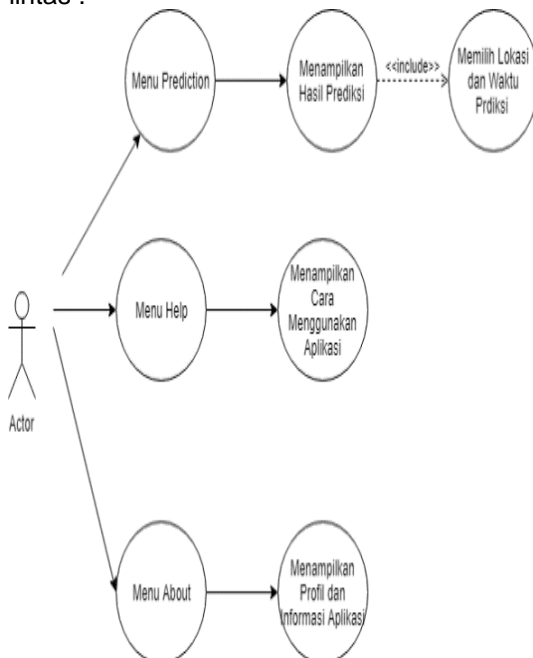 lintas :
Menu Prediction
Menampilkan
Hasil Prediksi
<<include>>
Memilih Lokasi
dan Waktu
Prdiksi
Menu Help
Menampilkan
Cara
Menggunakan
Aplikasi
Actor
Menu About
Menampilkan
Profil dan
Informasi Aplikasi